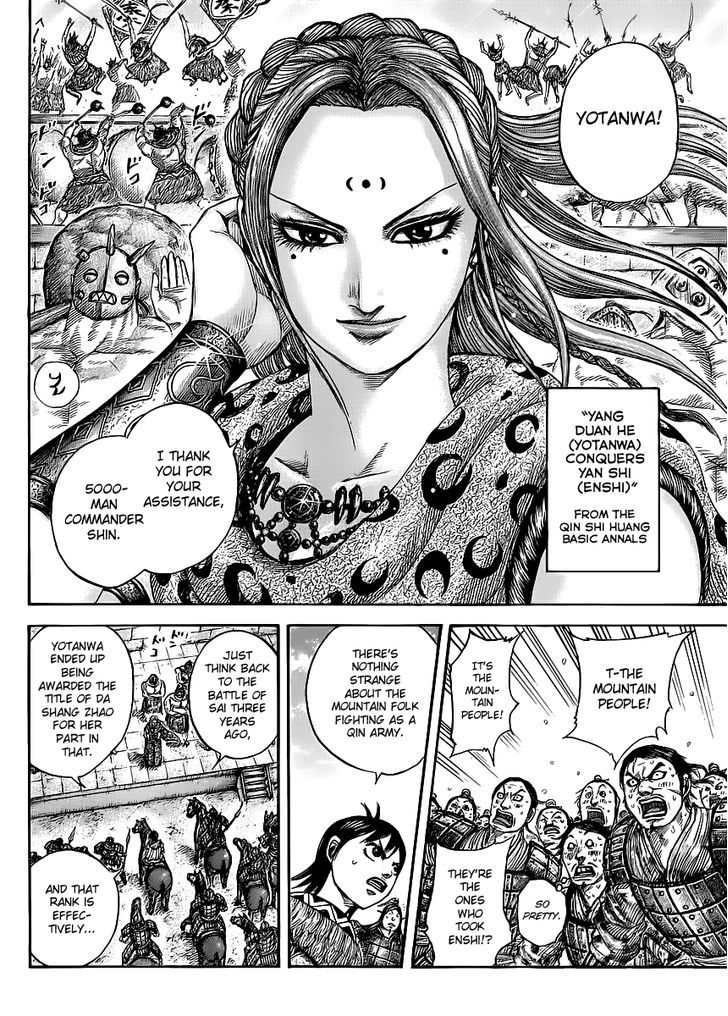 YOTANWA!
"YANG
DUAN HE
(YOTANWA)
CONQUERS
YAN SHI
(ENSHI)"
FROM THE
QIN SHI HUANG
BASIC ANNALS
I THANK
YOU FOR
YOUR
ASSISTANCE,
5000-
MAN
COMMANDER
SHIN.
T-THE
MOUNTAIN
PEOPLE!
IT'S
THE
MOUN-
TAIN
PEOPLE!
THEY'RE
THE
ONES
WHO
TOOK
ENSHI!?
SO
PRETTY.
THERE'S
NOTHING
STRANGE
ABOUT THE
MOUNTAIN FOLK
FIGHTING AS A
QIN ARMY.
JUST
THINK BACK
TO THE
BATTLE OF
SAI THREE
YEARS
AGO,
YOTANWA
ENDED UP
BEING
AWARDED THE
TITLE OF DA
SHANG ZHAO
FOR HER
PART IN
THAT.
AND THAT
RANK IS
EFFEC-
TIVELY...